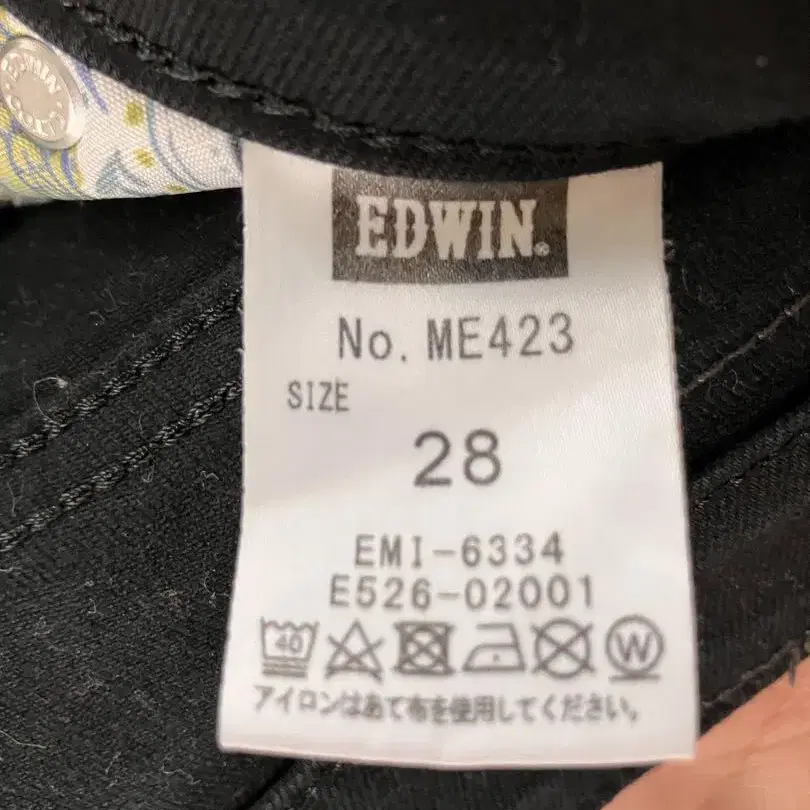 EDWIN
EDWIN.
No. ME423
SIZE
28
EMI-6334
E526-02001
40
W
アイロンはあて布を使用してください。